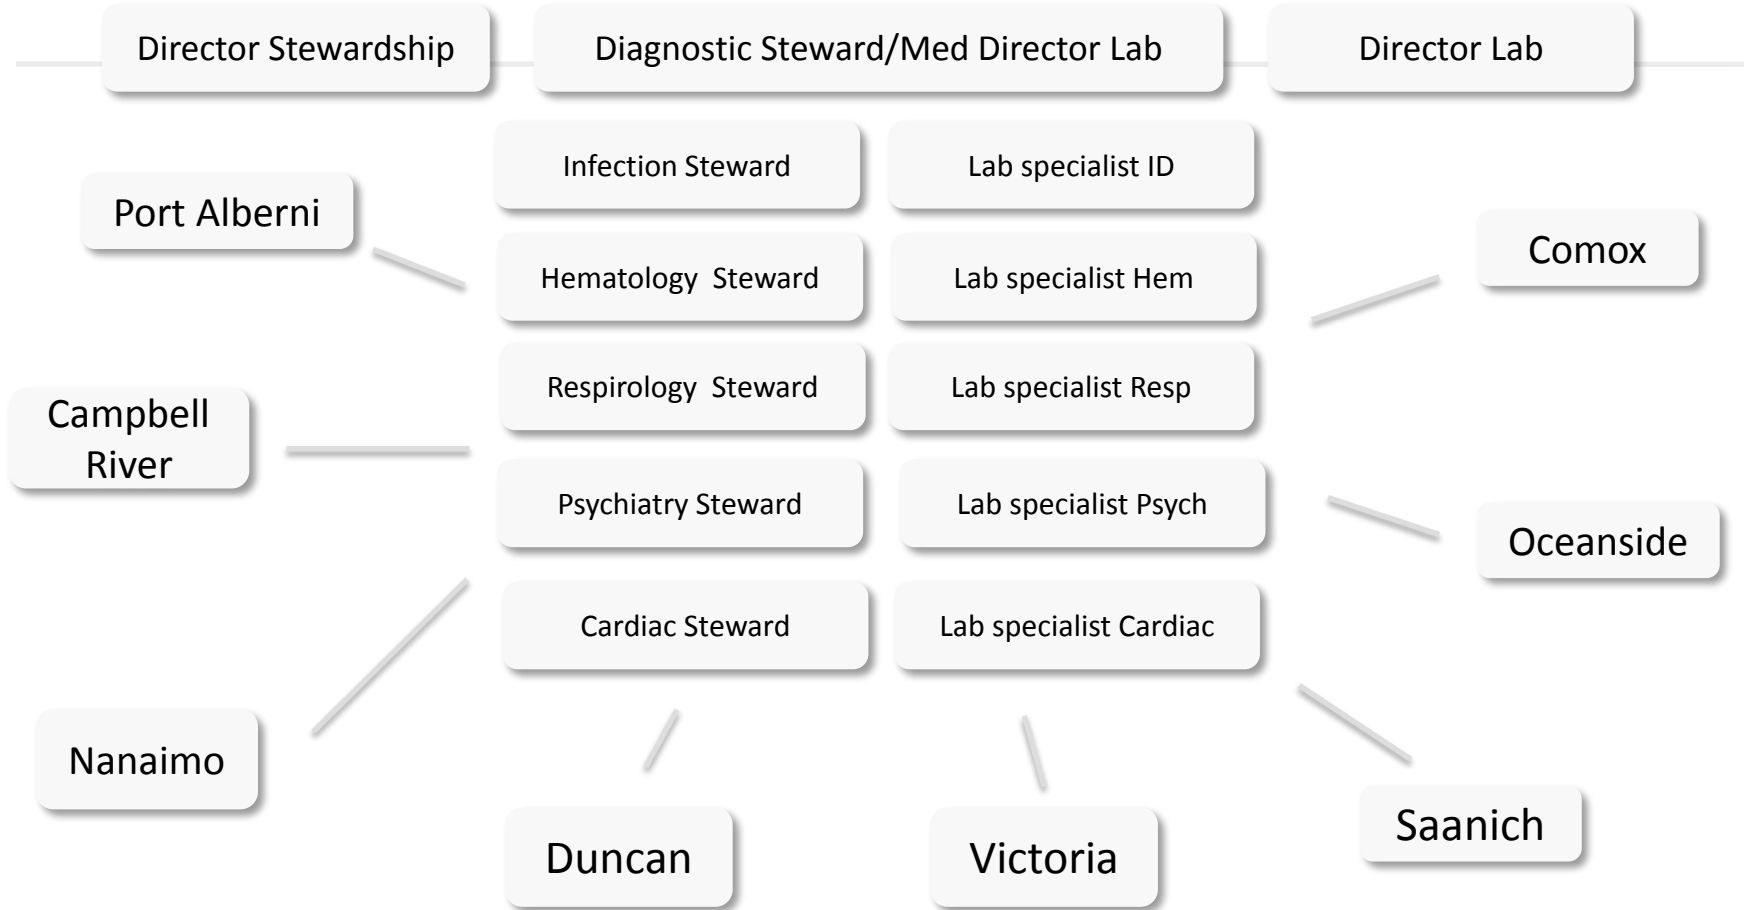 Director Stewardship
Diagnostic Steward/Med Director Lab
Director Lab
Infection Steward
Lab specialist ID
Port Alberni
Comox
Hematology  Steward
Lab specialist Hem
Respirology  Steward
Lab specialist Resp
Campbell
River
Psychiatry Steward
Lab specialist Psych
Oceanside
Cardiac Steward
Lab specialist Cardiac
Nanaimo
Duncan
Victoria
Saanich